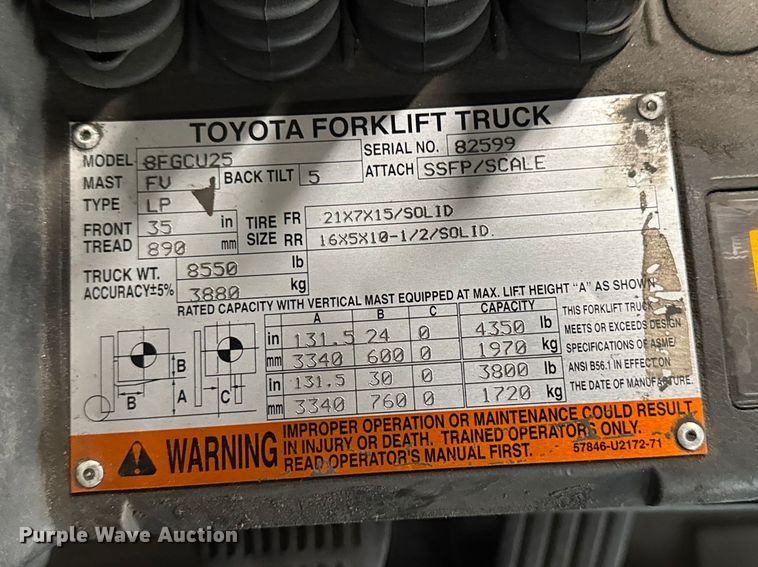 TOYOTA FORKLIFT TRUCK
MODEL 8FGCU25 SERIAL NO. 82599
MAST FV BACK TILT 5 ATTACH SSFP/SCALE
TYPE LP
FRONT TREAD 35 in TIRE SIZE FR 21X7X15/SOLID
890 mm RR 16X5X10-1/2/SOLID.
TRUCK WT. 8550 lb
ACCURACY±5% 3880 kg
RATED CAPACITY WITH VERTICAL MAST EQUIPPED AT MAX. LIFT HEIGHT "A" AS SHOWN
A B C CAPACITY
in 131.5 24 0 4350 lb
mm 3340 600 0 1970 kg
in 131.5 30 0 3800 lb
mm 3340 760 0 1720 kg
B
B A C
THIS FORKLIFT TRUCK
MEETS OR EXCEEDS DESIGN
SPECIFICATIONS OF ASME/
ANSI B56.1 IN EFFECT ON
THE DATE OF MANUFACTURE.
WARNING
IMPROPER OPERATION OR MAINTENANCE COULD RESULT
IN INJURY OR DEATH. TRAINED OPERATORS ONLY.
READ OPERATOR'S MANUAL FIRST.
57846-U2172-71
Purple Wave Auction